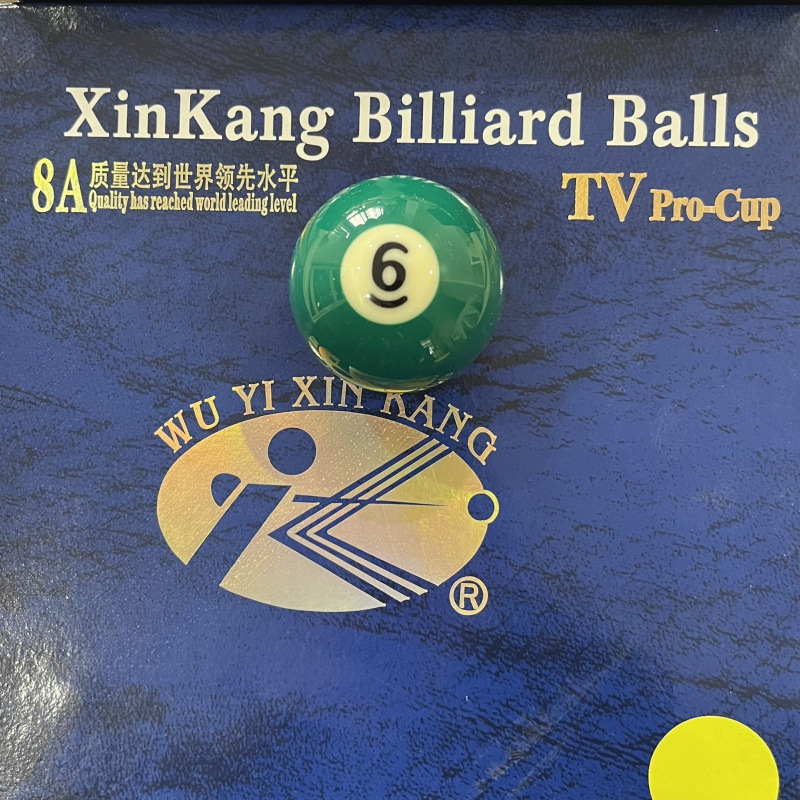 XinKang Billiard Balls
8A 质量达到世界领先水平
Quality has reached world leading level
TV Pro-Cup
6
WU YI XIN KANG
®